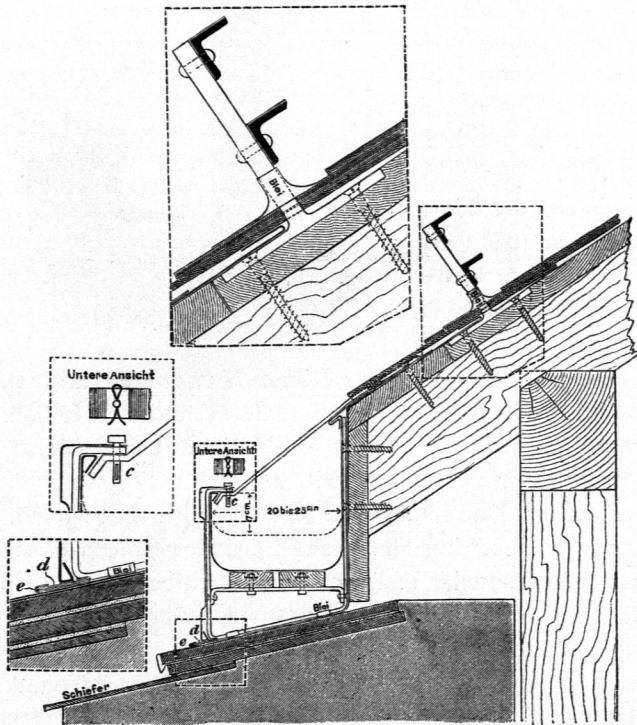 Blei
Untere Ansicht
c
Untere Ansicht
c
20 bis 25 cm
d
e
Blei
Blei
d
e
Schiefer